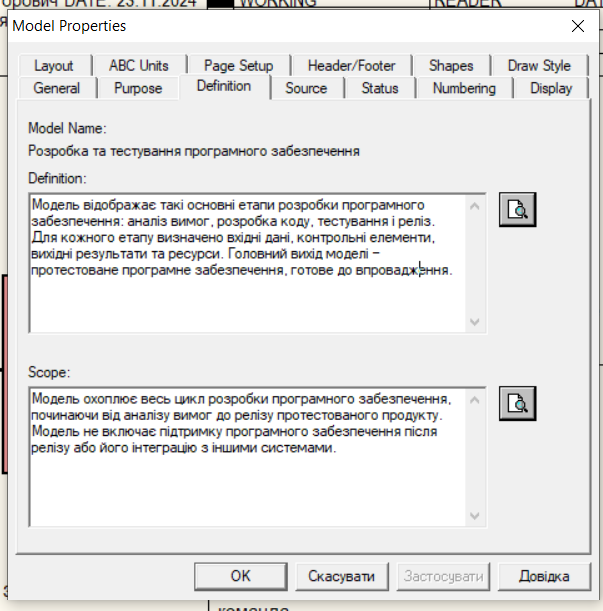 орович DATE: 23.11.2024 WORKING READER DAT
Model Properties
Layout ABC Units Page Setup Header/Footer Shapes Draw Style
General Purpose Definition Source Status Numbering Display
Model Name:
Розробка та тестування програмного забезпечення
Definition:
Модель відображає такі основні етапи розробки програмного
забезпечення: аналіз вимог, розробка коду, тестування і реліз.
Для кожного етапу визначено вхідні дані, контрольні елементи,
вихідні результати та ресурси. Головний вихід моделі –
протестоване програмне забезпечення, готове до впровадження.
Scope:
Модель охоплює весь цикл розробки програмного забезпечення,
починаючи від аналізу вимог до релізу протестованого продукту.
Модель не включає підтримку програмного забезпечення після
релізу або його інтеграцію з іншими системами.
OK Скасувати Застосувати Довідка
команда